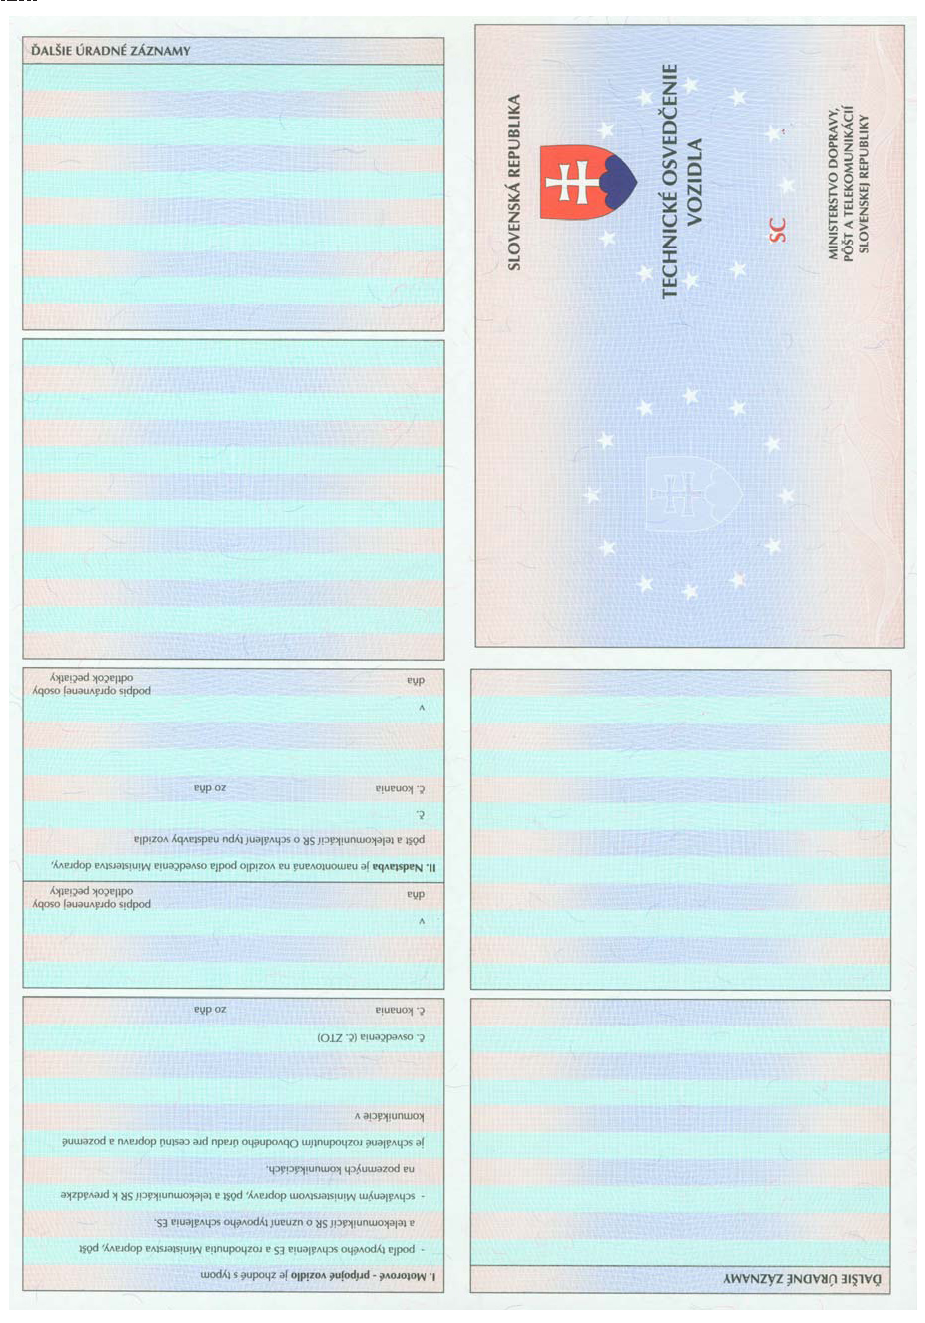 ĎALŠIE ÚRADNÉ ZÁZNAMY
SLOVENSKÁ REPUBLIKA
TECHNICKÉ OSVEDČENIE
VOZIDLA
SC
MINISTERSTVO DOPRAVY,
PÔŠT A TELEKOMUNIKÁCIÍ
SLOVENSKEJ REPUBLIKY
I. Motorové - prípojné vozidlo je zhodné s typom
- podľa typového schválenia ES a rozhodnutia Ministerstva dopravy, pôšt
a telekomunikácií SR o uznaní typového schválenia ES.
- schváleným Ministerstvom dopravy, pôšt a telekomunikácií SR k prevádzke
na pozemných komunikáciách.
je schválené rozhodnutím Obvodného úradu pre cestnú dopravu a pozemné
komunikácie v
č. osvedčenia (č. ZTO)
č. konania zo dňa
v
dňa podpis oprávnenej osoby
odtlačok pečiatky
II. Nadstavba je namontovaná na vozidlo podľa osvedčenia Ministerstva dopravy,
pôšt a telekomunikácií SR o schválení typu nadstavby vozidla
č.
č. konania zo dňa
v
dňa podpis oprávnenej osoby
odtlačok pečiatky
ĎALŠIE ÚRADNÉ ZÁZNAMY